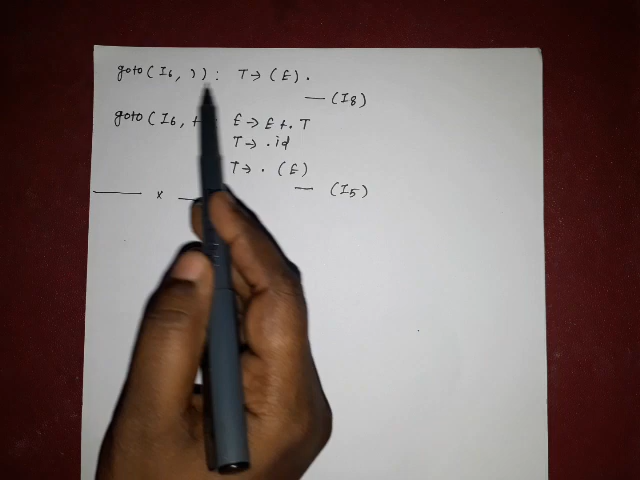 goto( I6, ) ) : T → (E) .
— (I8)
goto( I6, + : E → E + . T
T → . id
T → . (E)
— (I5)
—— x —